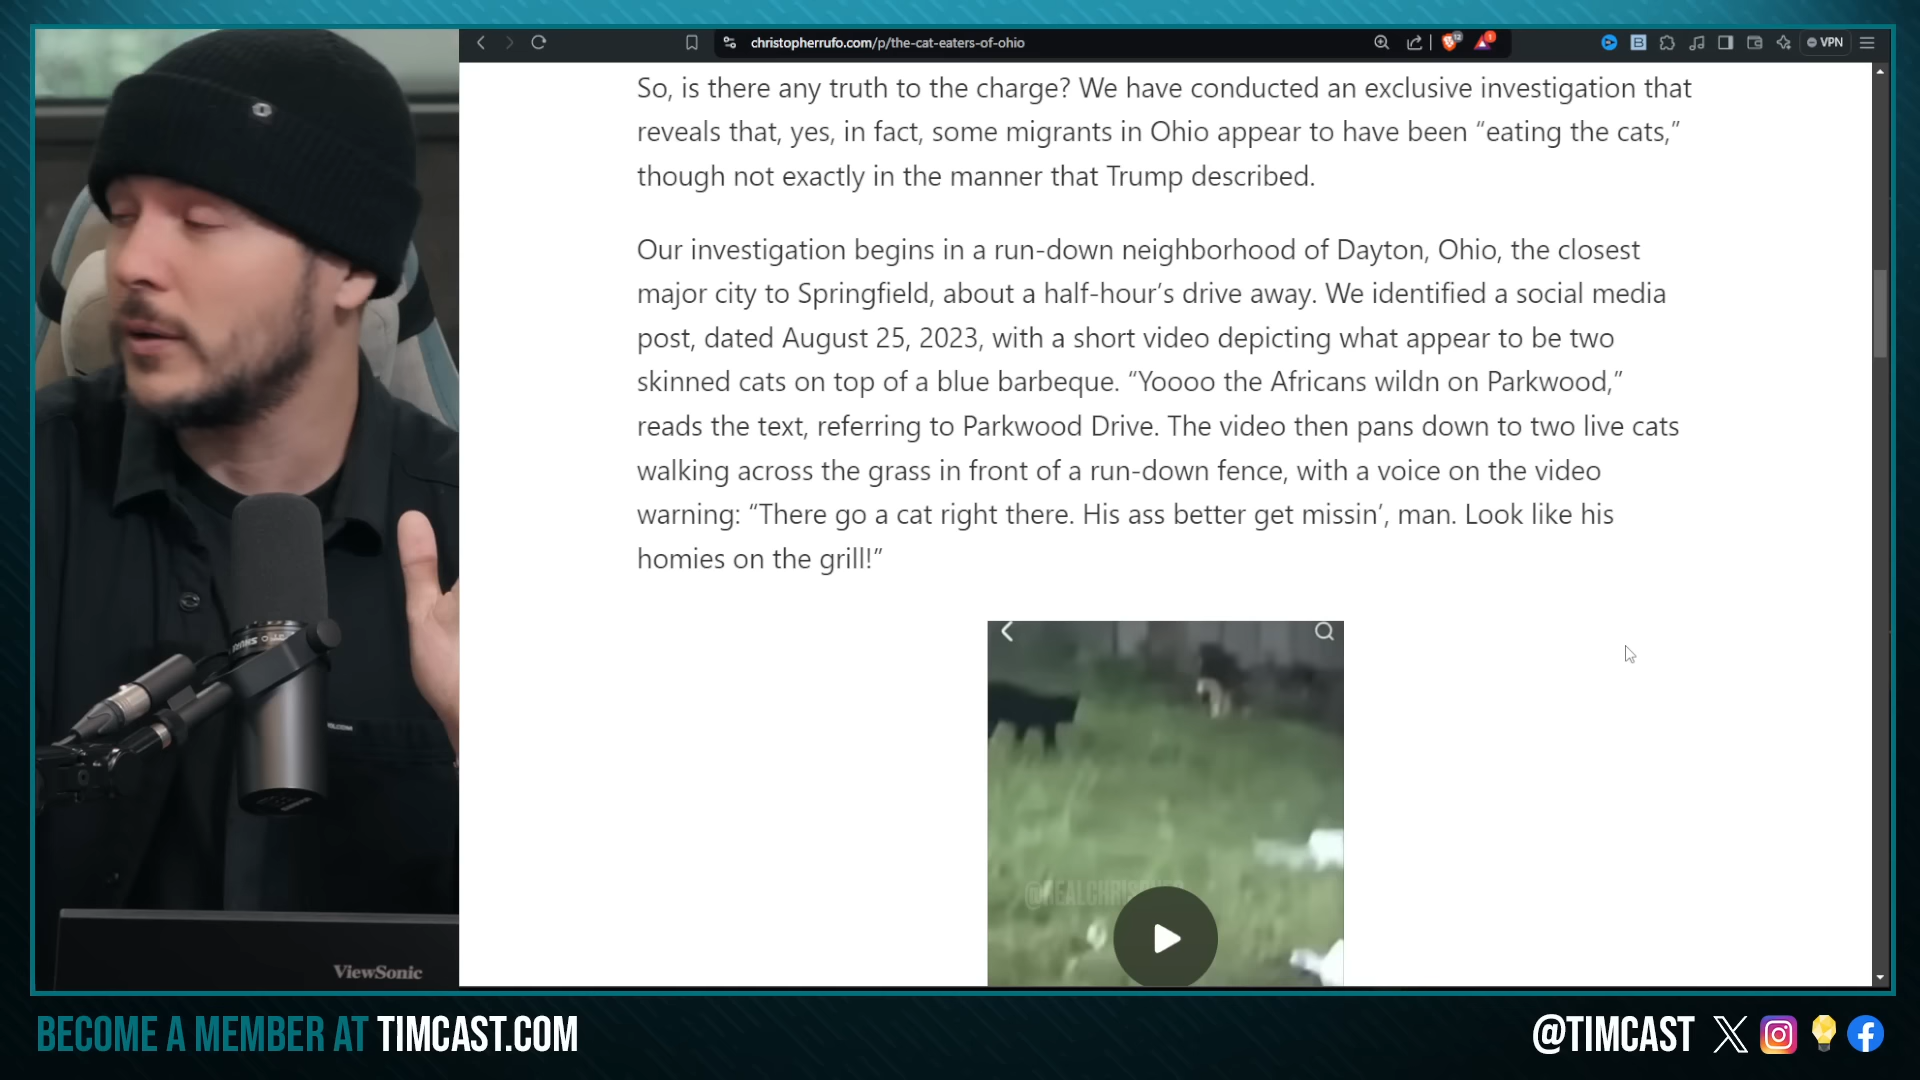 christopherrufo.com/p/the-cat-eaters-of-ohio
12
1
VPN
So, is there any truth to the charge? We have conducted an exclusive investigation that
reveals that, yes, in fact, some migrants in Ohio appear to have been “eating the cats,”
though not exactly in the manner that Trump described.
Our investigation begins in a run-down neighborhood of Dayton, Ohio, the closest
major city to Springfield, about a half-hour’s drive away. We identified a social media
post, dated August 25, 2023, with a short video depicting what appear to be two
skinned cats on top of a blue barbeque. “Yoooo the Africans wildn on Parkwood,”
reads the text, referring to Parkwood Drive. The video then pans down to two live cats
walking across the grass in front of a run-down fence, with a voice on the video
warning: “There go a cat right there. His ass better get missin’, man. Look like his
homies on the grill!”
ViewSonic
BECOME A MEMBER AT TIMCAST.COM
@TIMCAST